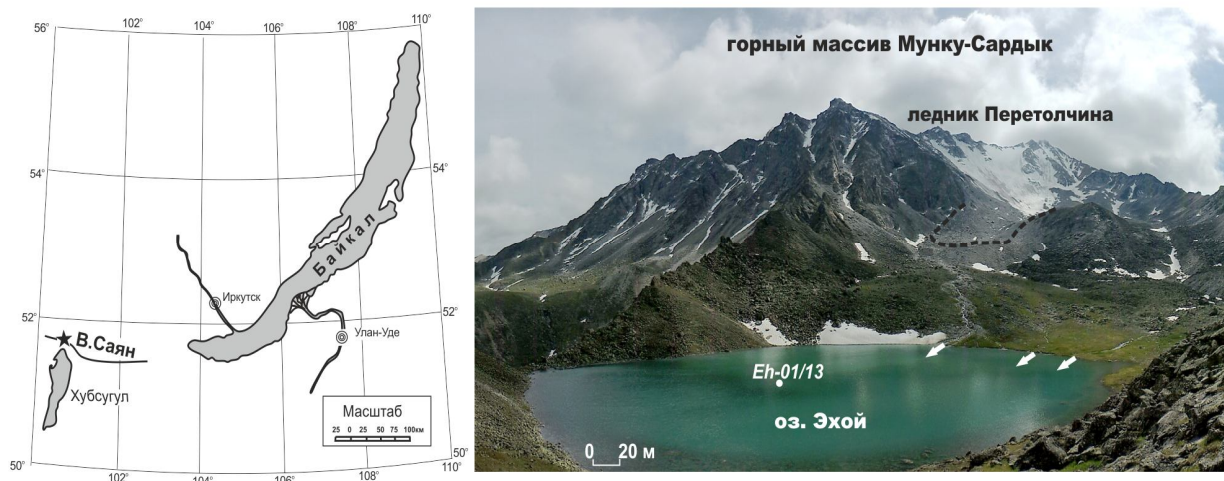 102°
104°
106°
108°
110°
56°
54°
54°
52°
52°
50°
50°
102°
104°
106°
108°
110°
Байкал
Иркутск
Улан-Уде
В.Саян
Хубсугул
Масштаб
25 0 25 50 75 100км
горный массив Мунку-Сардык
ледник Перетолчина
Eh-01/13
оз. Эхой
0 20 м